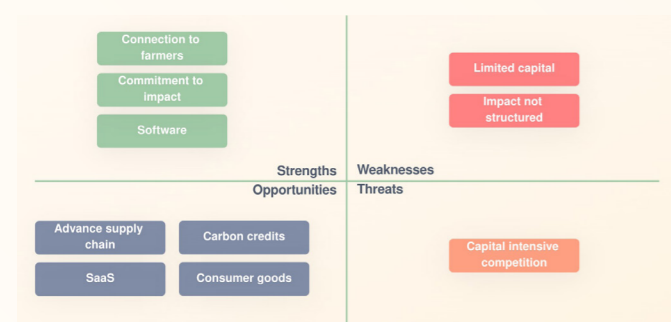 Connection to
farmers
Commitment to
impact
Software
Limited capital
Impact not
structured
Strengths
Weaknesses
Opportunities
Threats
Advance supply
chain
Carbon credits
SaaS
Consumer goods
Capital intensive
competition